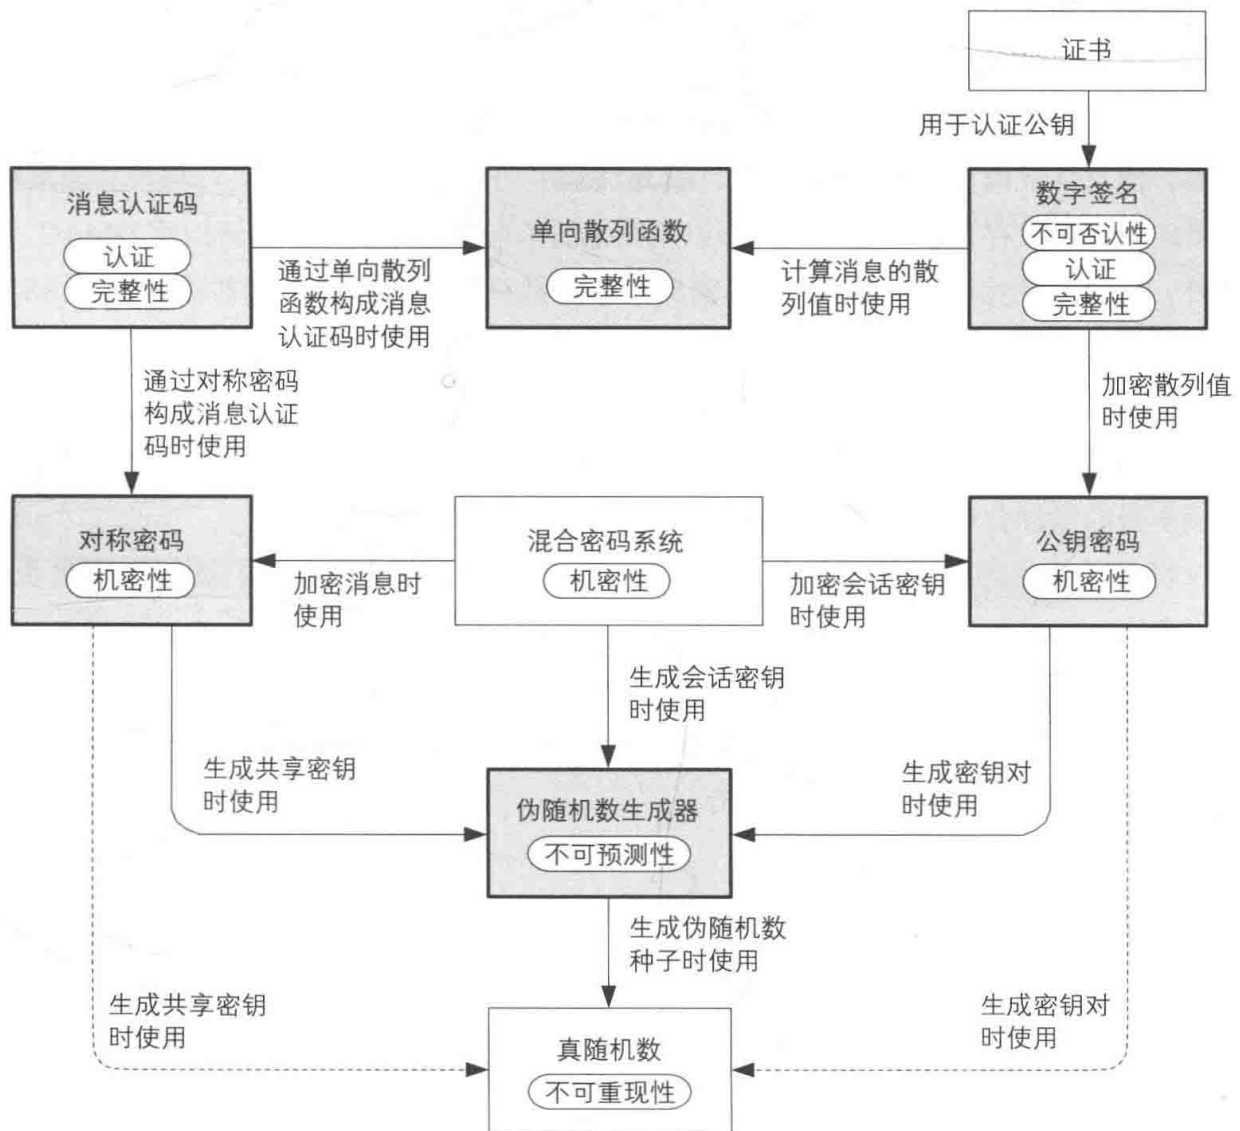 证书
用于认证公钥
消息认证码
认证
完整性
通过单向散列
函数构成消息
认证码时使用
单向散列函数
完整性
计算消息的散
列值时使用
数字签名
不可否认性
认证
完整性
通过对称密码
构成消息认证
码时使用
加密散列值
时使用
对称密码
机密性
加密消息时
使用
混合密码系统
机密性
加密会话密钥
时使用
公钥密码
机密性
生成会话密钥
时使用
生成共享密钥
时使用
伪随机数生成器
不可预测性
生成密钥对
时使用
生成伪随机数
种子时使用
生成共享密钥
时使用
真随机数
不可重现性
生成密钥对
时使用